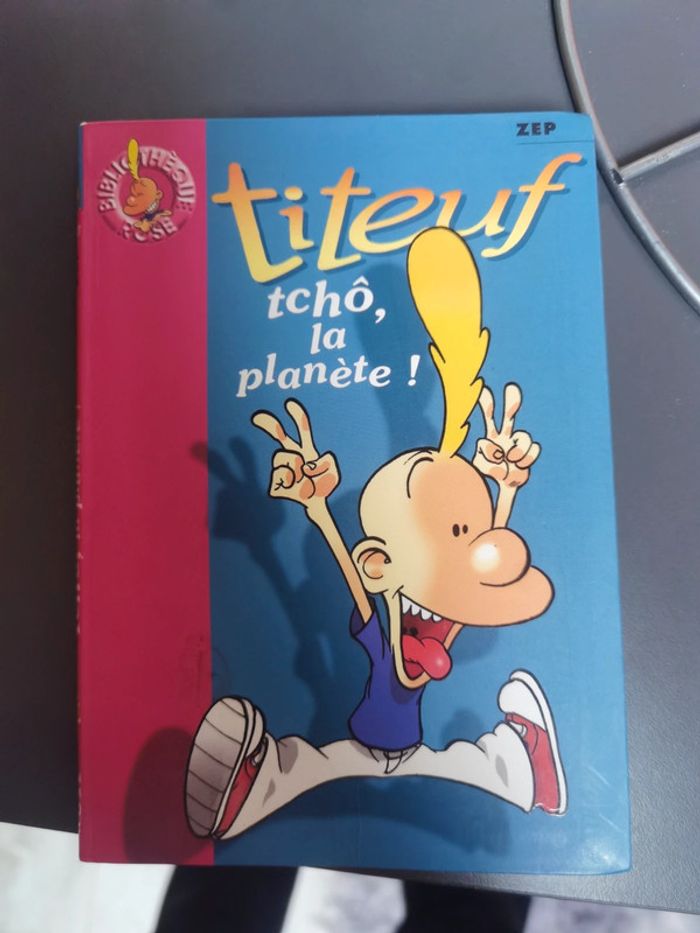 BIBLIOTHÈQUE
ROSE
ZEP
titeuf
tchô,
la
planète !